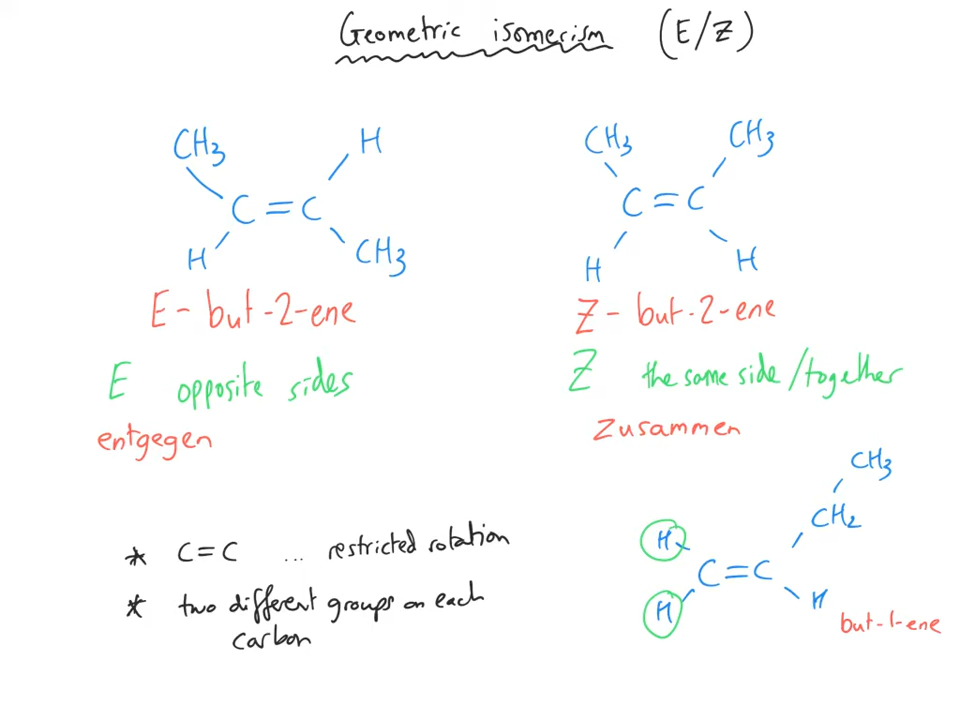 Geometric isomerism (E/Z)
CH3 H
C=C
H CH3
E-but-2-ene
E opposite sides
entgegen
CH3 CH3
C=C
H H
Z-but-2-ene
Z the same side/together
Zusammen
* C=C ... restricted rotation
* two different groups on each
carbon
CH3
CH2
H
C=C
H H
but-1-ene